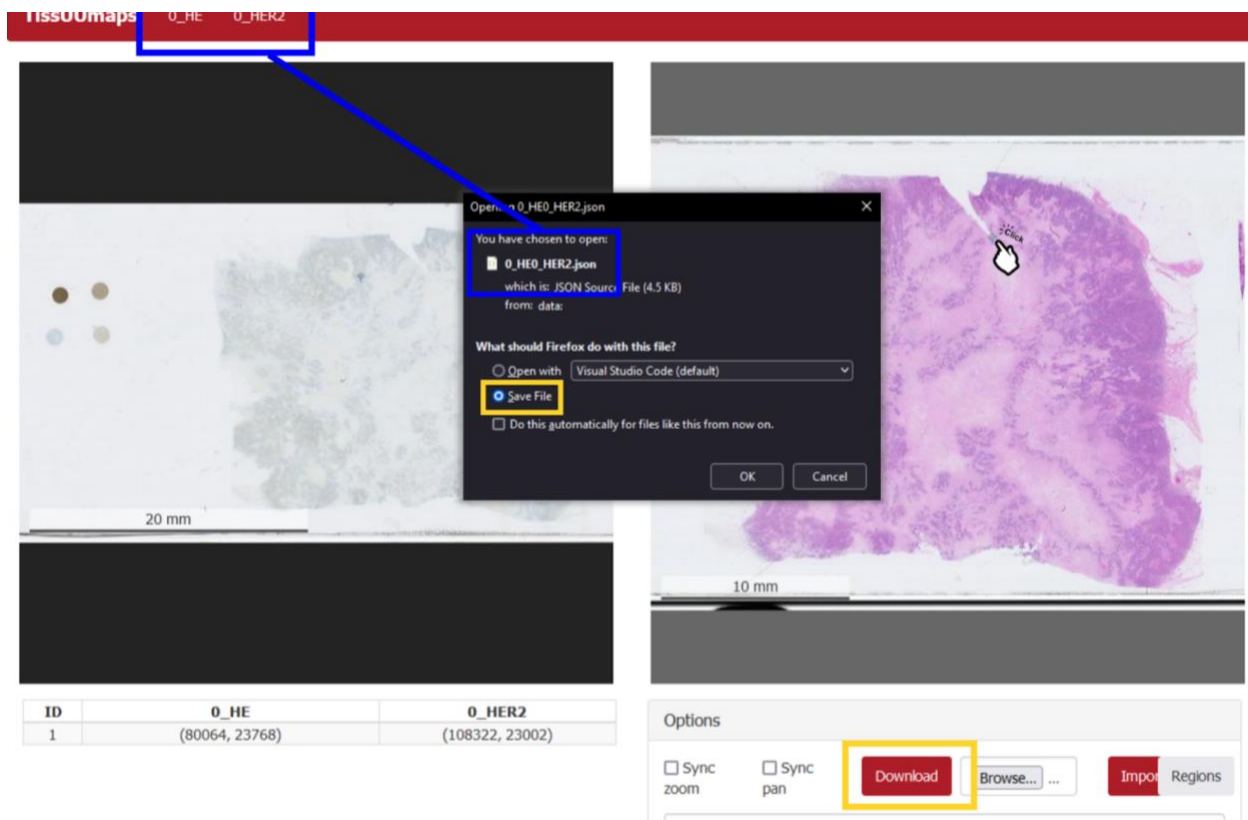 TissUUmaps 0_HE 0_HER2
Opening 0_HE0_HER2.json
You have chosen to open:
0_HE0_HER2.json
which is: JSON Source File (4.5 KB)
from: data:
What should Firefox do with this file?
Open with Visual Studio Code (default)
Save File
Do this automatically for files like this from now on.
OK Cancel
Click
20 mm
10 mm
ID 0_HE 0_HER2
1 (80064, 23768) (108322, 23002)
Options
Sync zoom
Sync pan
Download
Browse... ...
Impor
Regions